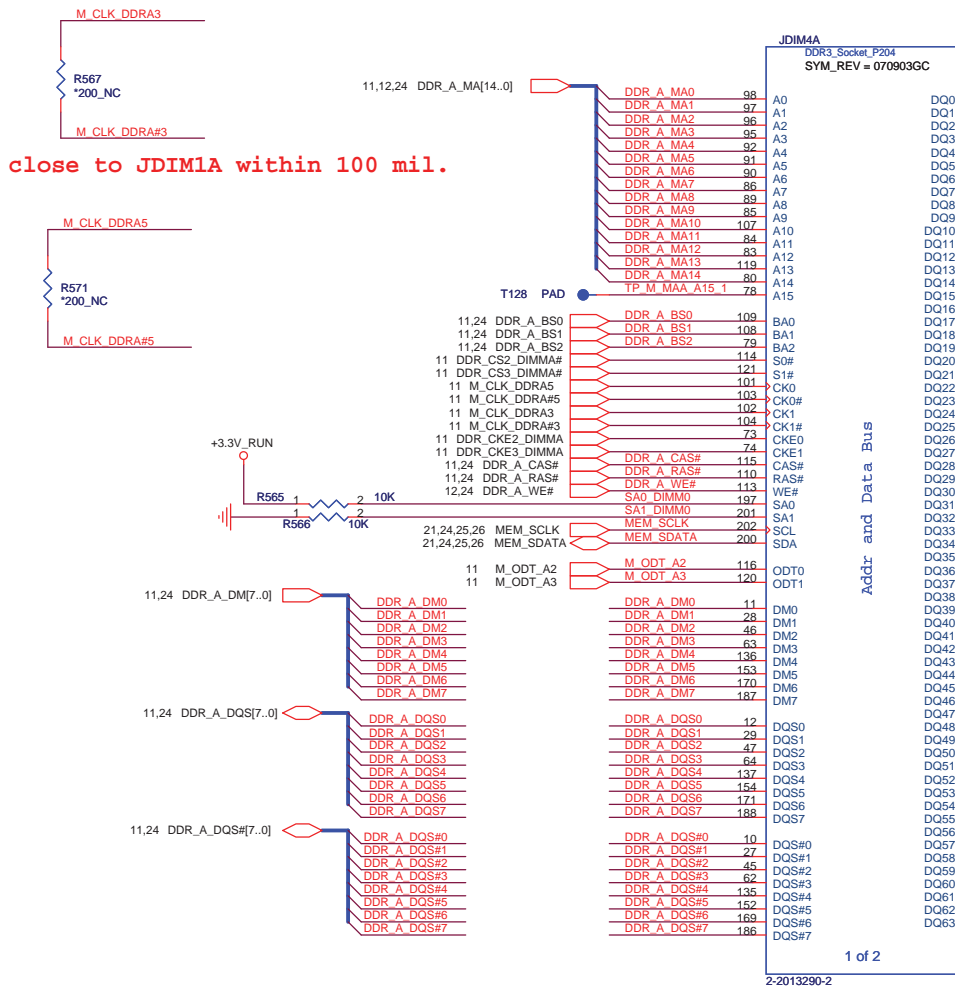 M_CLK_DDRA3
R567
*200_NC
M_CLK_DDRA#3
close to JDIM1A within 100 mil.
M_CLK_DDRA5
R571
*200_NC
M_CLK_DDRA#5
JDIM4A
DDR3_Socket_P204
SYM_REV = 070903GC
11,12,24 DDR_A_MA[14..0]
DDR_A_MA0 98 A0 DQ0
DDR_A_MA1 97 A1 DQ1
DDR_A_MA2 96 A2 DQ2
DDR_A_MA3 95 A3 DQ3
DDR_A_MA4 92 A4 DQ4
DDR_A_MA5 91 A5 DQ5
DDR_A_MA6 90 A6 DQ6
DDR_A_MA7 86 A7 DQ7
DDR_A_MA8 89 A8 DQ8
DDR_A_MA9 85 A9 DQ9
DDR_A_MA10 107 A10 DQ10
DDR_A_MA11 84 A11 DQ11
DDR_A_MA12 83 A12 DQ12
DDR_A_MA13 119 A13 DQ13
DDR_A_MA14 80 A14 DQ14
T128 PAD TP_M_MAA_A15_1 78 A15 DQ15
DQ16
11,24 DDR_A_BS0 DDR_A_BS0 109 BA0 DQ17
11,24 DDR_A_BS1 DDR_A_BS1 108 BA1 DQ18
11,24 DDR_A_BS2 DDR_A_BS2 79 BA2 DQ19
11 DDR_CS2_DIMMA# 114 S0# DQ20
11 DDR_CS3_DIMMA# 121 S1# DQ21
11 M_CLK_DDRA5 101 CK0 DQ22
11 M_CLK_DDRA#5 103 CK0# DQ23
11 M_CLK_DDRA3 102 CK1 DQ24
11 M_CLK_DDRA#3 104 CK1# DQ25
11 DDR_CKE2_DIMMA 73 CKE0 DQ26
11 DDR_CKE3_DIMMA 74 CKE1 DQ27
11,24 DDR_A_CAS# DDR_A_CAS# 115 CAS# DQ28
11,24 DDR_A_RAS# DDR_A_RAS# 110 RAS# DQ29
12,24 DDR_A_WE# DDR_A_WE# 113 WE# DQ30
+3.3V_RUN
R565 1 2 10K SA0_DIMM0 197 SA0 DQ31
R566 1 2 10K SA1_DIMM0 201 SA1 DQ32
21,24,25,26 MEM_SCLK MEM_SCLK 202 SCL DQ33
21,24,25,26 MEM_SDATA MEM_SDATA 200 SDA DQ34
DQ35
11 M_ODT_A2 M_ODT_A2 116 ODT0 DQ36
11 M_ODT_A3 M_ODT_A3 120 ODT1 DQ37
Addr and Data Bus
DQ38
11,24 DDR_A_DM[7..0]
DDR_A_DM0 DDR_A_DM0 11 DM0 DQ39
DDR_A_DM1 DDR_A_DM1 28 DM1 DQ40
DDR_A_DM2 DDR_A_DM2 46 DM2 DQ41
DDR_A_DM3 DDR_A_DM3 63 DM3 DQ42
DDR_A_DM4 DDR_A_DM4 136 DM4 DQ43
DDR_A_DM5 DDR_A_DM5 153 DM5 DQ44
DDR_A_DM6 DDR_A_DM6 170 DM6 DQ45
DDR_A_DM7 DDR_A_DM7 187 DM7 DQ46
DQ47
11,24 DDR_A_DQS[7..0]
DDR_A_DQS0 DDR_A_DQS0 12 DQS0 DQ48
DDR_A_DQS1 DDR_A_DQS1 29 DQS1 DQ49
DDR_A_DQS2 DDR_A_DQS2 47 DQS2 DQ50
DDR_A_DQS3 DDR_A_DQS3 64 DQS3 DQ51
DDR_A_DQS4 DDR_A_DQS4 137 DQS4 DQ52
DDR_A_DQS5 DDR_A_DQS5 154 DQS5 DQ53
DDR_A_DQS6 DDR_A_DQS6 171 DQS6 DQ54
DDR_A_DQS7 DDR_A_DQS7 188 DQS7 DQ55
DQ56
11,24 DDR_A_DQS#[7..0]
DDR_A_DQS#0 DDR_A_DQS#0 10 DQS#0 DQ57
DDR_A_DQS#1 DDR_A_DQS#1 27 DQS#1 DQ58
DDR_A_DQS#2 DDR_A_DQS#2 45 DQS#2 DQ59
DDR_A_DQS#3 DDR_A_DQS#3 62 DQS#3 DQ60
DDR_A_DQS#4 DDR_A_DQS#4 135 DQS#4 DQ61
DDR_A_DQS#5 DDR_A_DQS#5 152 DQS#5 DQ62
DDR_A_DQS#6 DDR_A_DQS#6 169 DQS#6 DQ63
DDR_A_DQS#7 DDR_A_DQS#7 186 DQS#7
1 of 2
2-2013290-2